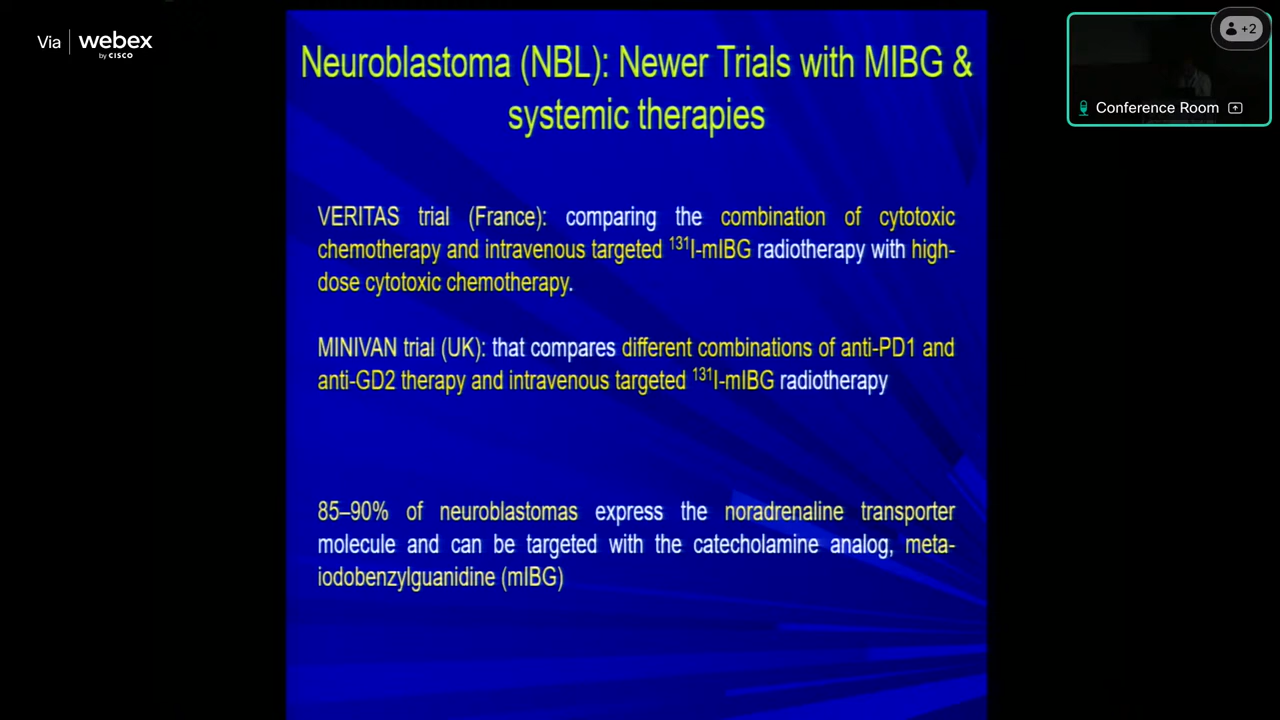 Via webex
by CISCO
+2
Conference Room
Neuroblastoma (NBL): Newer Trials with MIBG &
systemic therapies
VERITAS trial (France): comparing the combination of cytotoxic
chemotherapy and intravenous targeted ¹³¹I-mIBG radiotherapy with high-
dose cytotoxic chemotherapy.
MINIVAN trial (UK): that compares different combinations of anti-PD1 and
anti-GD2 therapy and intravenous targeted ¹³¹I-mIBG radiotherapy
85–90% of neuroblastomas express the noradrenaline transporter
molecule and can be targeted with the catecholamine analog, meta-
iodobenzylguanidine (mIBG)